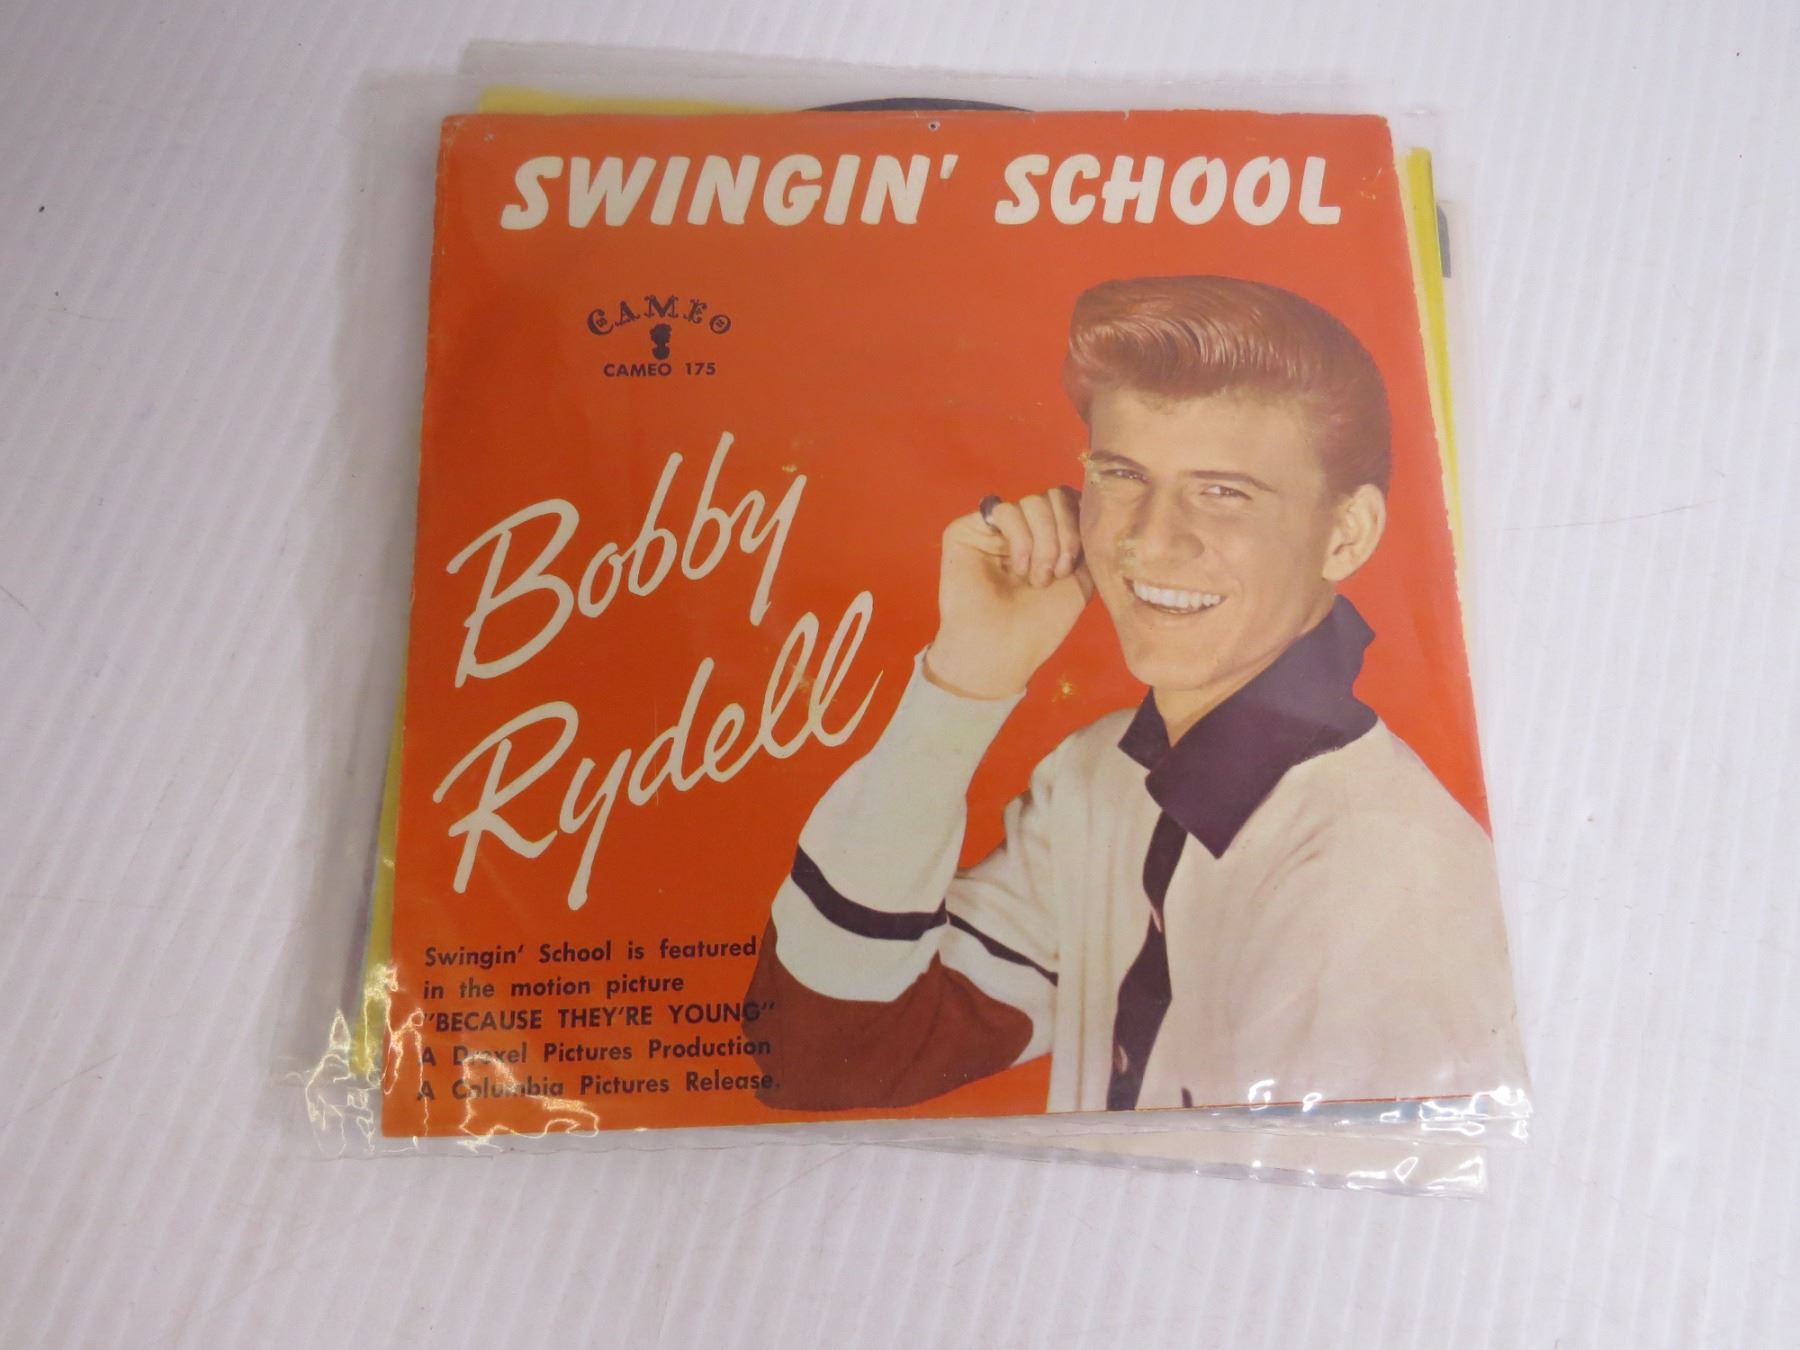 SWINGIN' SCHOOL
CAMEO
CAMEO 175
Bobby
Rydell
Swingin' School is featured
in the motion picture
"BECAUSE THEY'RE YOUNG"
A Drexel Pictures Production
A Columbia Pictures Release.